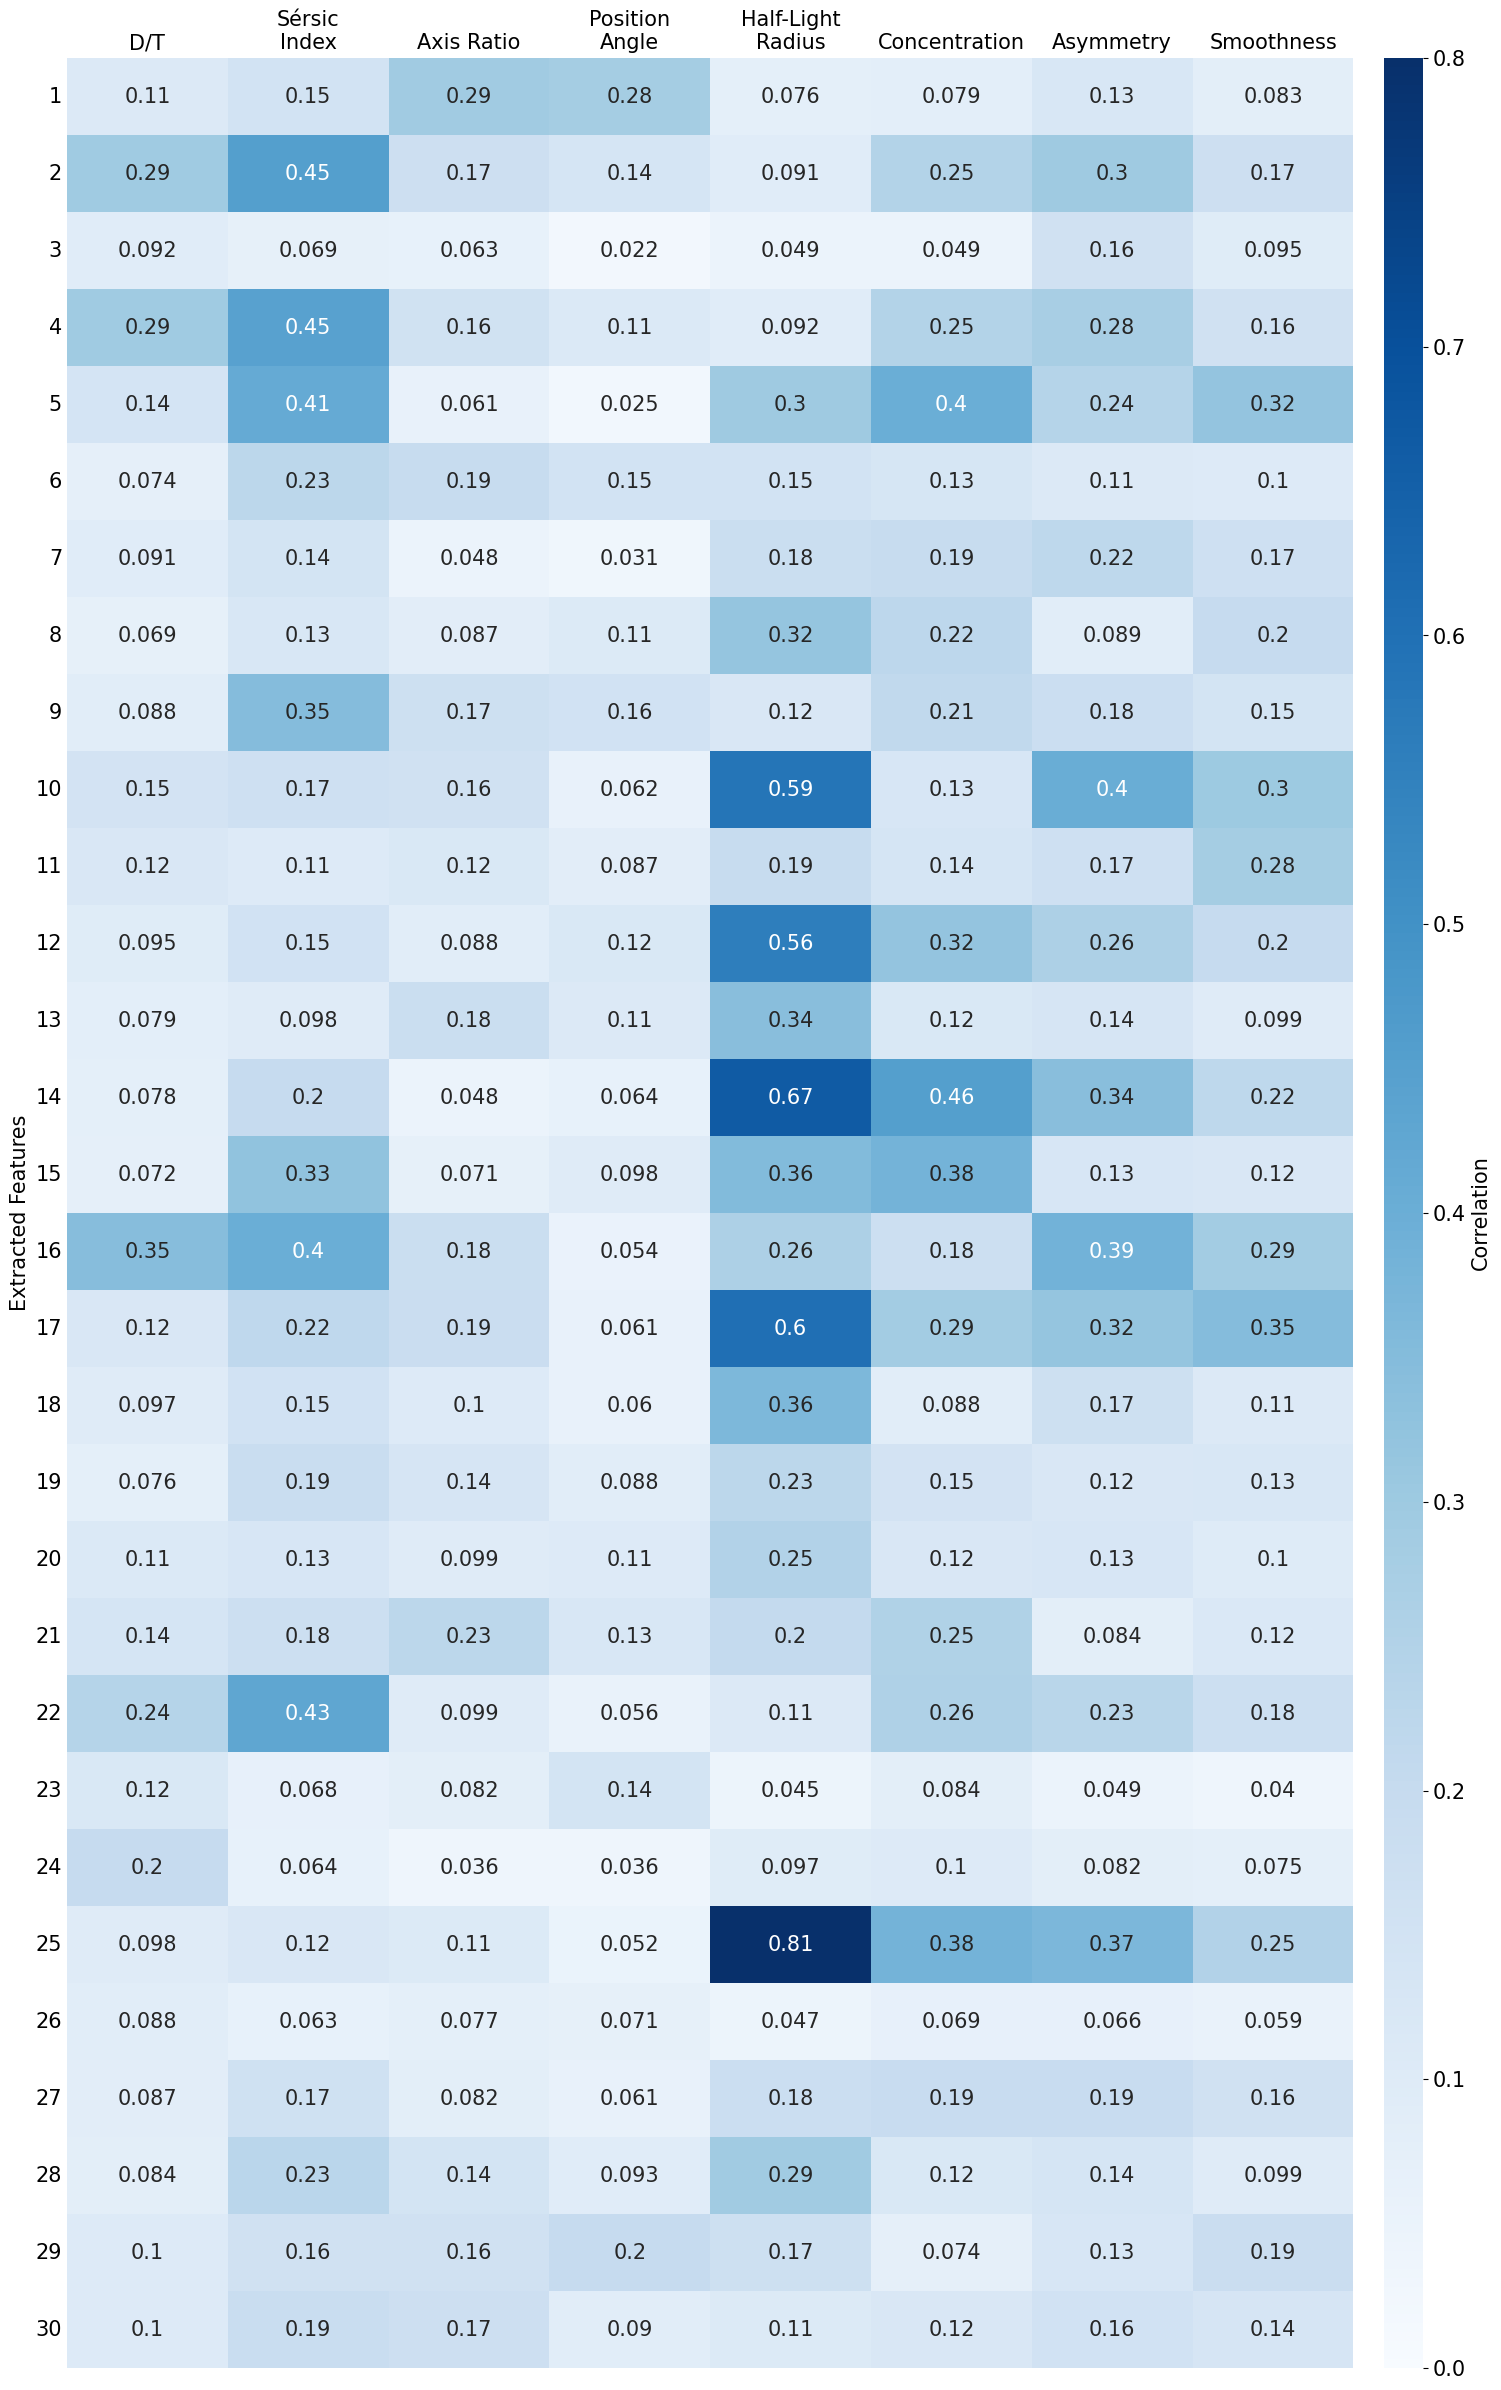 D/T Sérsic Index Axis Ratio Position Angle Half-Light Radius Concentration Asymmetry Smoothness
1 0.11 0.15 0.29 0.28 0.076 0.079 0.13 0.083
2 0.29 0.45 0.17 0.14 0.091 0.25 0.3 0.17
3 0.092 0.069 0.063 0.022 0.049 0.049 0.16 0.095
4 0.29 0.45 0.16 0.11 0.092 0.25 0.28 0.16
5 0.14 0.41 0.061 0.025 0.3 0.4 0.24 0.32
6 0.074 0.23 0.19 0.15 0.15 0.13 0.11 0.1
7 0.091 0.14 0.048 0.031 0.18 0.19 0.22 0.17
8 0.069 0.13 0.087 0.11 0.32 0.22 0.089 0.2
9 0.088 0.35 0.17 0.16 0.12 0.21 0.18 0.15
10 0.15 0.17 0.16 0.062 0.59 0.13 0.4 0.3
11 0.12 0.11 0.12 0.087 0.19 0.14 0.17 0.28
12 0.095 0.15 0.088 0.12 0.56 0.32 0.26 0.2
13 0.079 0.098 0.18 0.11 0.34 0.12 0.14 0.099
14 0.078 0.2 0.048 0.064 0.67 0.46 0.34 0.22
15 0.072 0.33 0.071 0.098 0.36 0.38 0.13 0.12
16 0.35 0.4 0.18 0.054 0.26 0.18 0.39 0.29
17 0.12 0.22 0.19 0.061 0.6 0.29 0.32 0.35
18 0.097 0.15 0.1 0.06 0.36 0.088 0.17 0.11
19 0.076 0.19 0.14 0.088 0.23 0.15 0.12 0.13
20 0.11 0.13 0.099 0.11 0.25 0.12 0.13 0.1
21 0.14 0.18 0.23 0.13 0.2 0.25 0.084 0.12
22 0.24 0.43 0.099 0.056 0.11 0.26 0.23 0.18
23 0.12 0.068 0.082 0.14 0.045 0.084 0.049 0.04
24 0.2 0.064 0.036 0.036 0.097 0.1 0.082 0.075
25 0.098 0.12 0.11 0.052 0.81 0.38 0.37 0.25
26 0.088 0.063 0.077 0.071 0.047 0.069 0.066 0.059
27 0.087 0.17 0.082 0.061 0.18 0.19 0.19 0.16
28 0.084 0.23 0.14 0.093 0.29 0.12 0.14 0.099
29 0.1 0.16 0.16 0.2 0.17 0.074 0.13 0.19
30 0.1 0.19 0.17 0.09 0.11 0.12 0.16 0.14
Extracted Features
0.8
0.7
0.6
0.5
0.4
0.3
0.2
0.1
0.0
Correlation